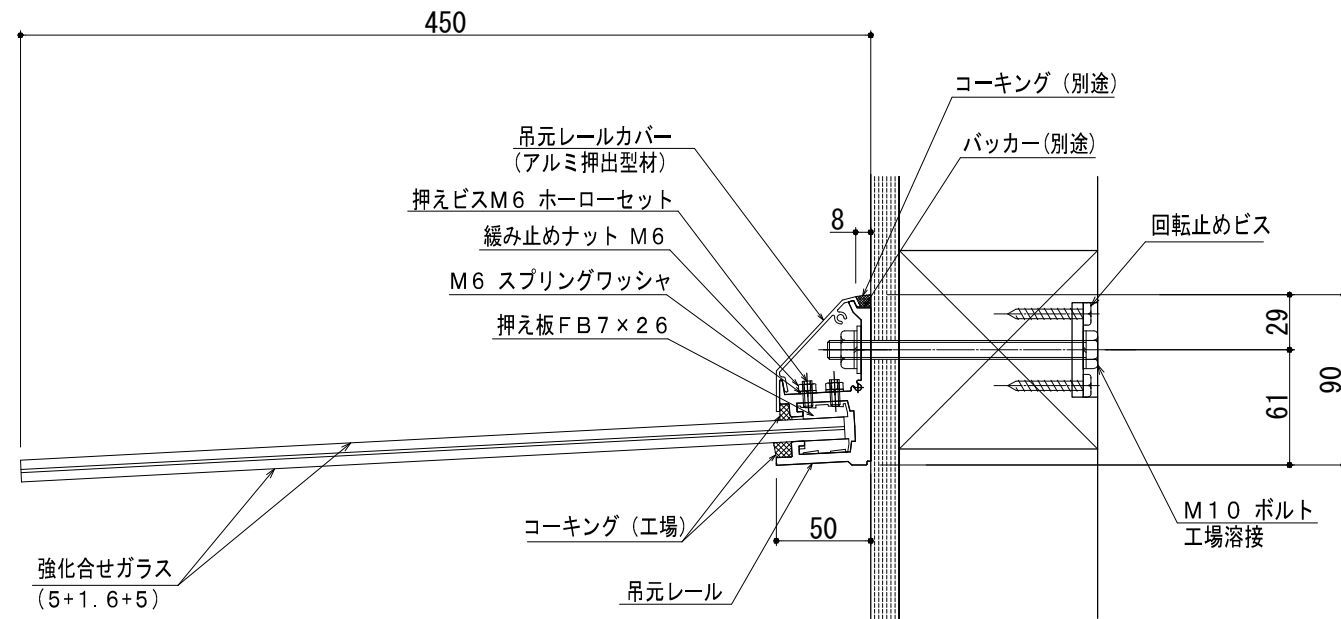 450
コーキング (別途)
吊元レールカバー
(アルミ押出型材)
バッカー(別途)
押えビスM6 ホーローセット
8
緩み止めナット M6
回転止めビス
M6 スプリングワッシャ
押え板FB7×26
29
90
61
コーキング (工場)
50
M10 ボルト
工場溶接
強化合せガラス
(5+1.6+5)
吊元レール